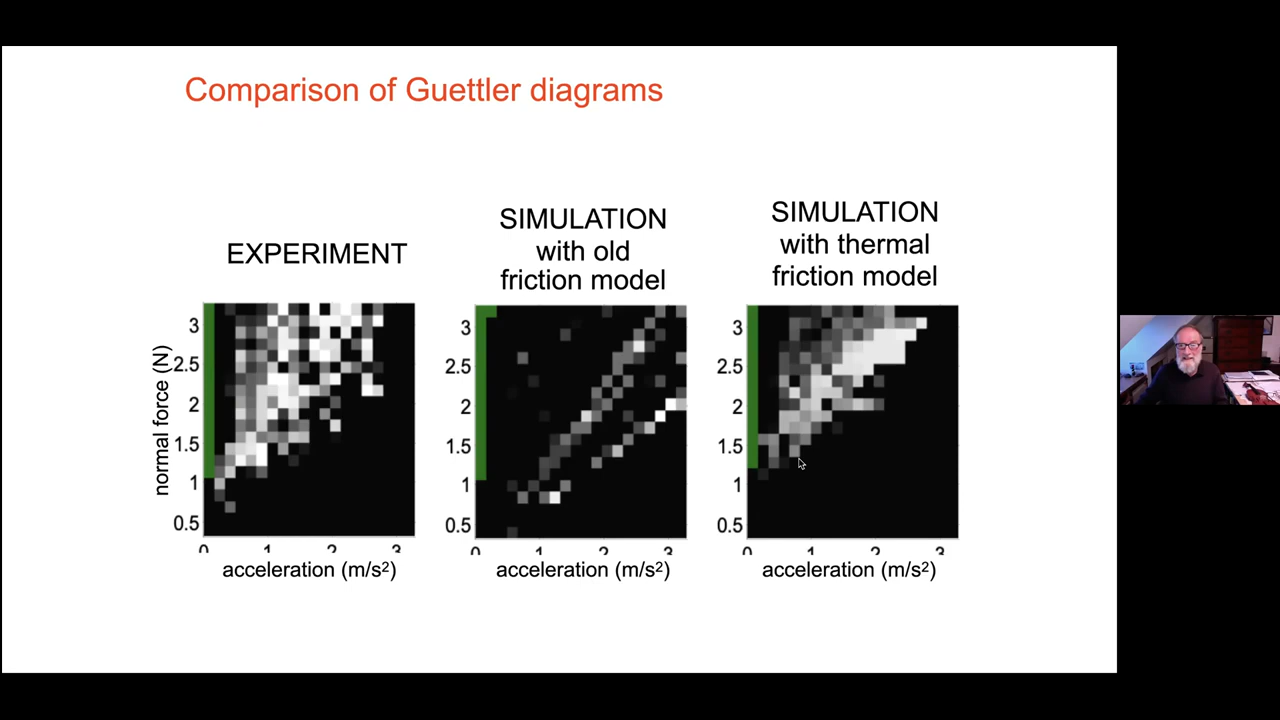 Comparison of Guettler diagrams
EXPERIMENT
SIMULATION
with old
friction model
SIMULATION
with thermal
friction model
normal force (N)
3
2.5
2
1.5
1
0.5
0 1 2 3
acceleration (m/s²)
3
2.5
2
1.5
1
0.5
0 1 2 3
acceleration (m/s²)
3
2.5
2
1.5
1
0.5
0 1 2 3
acceleration (m/s²)